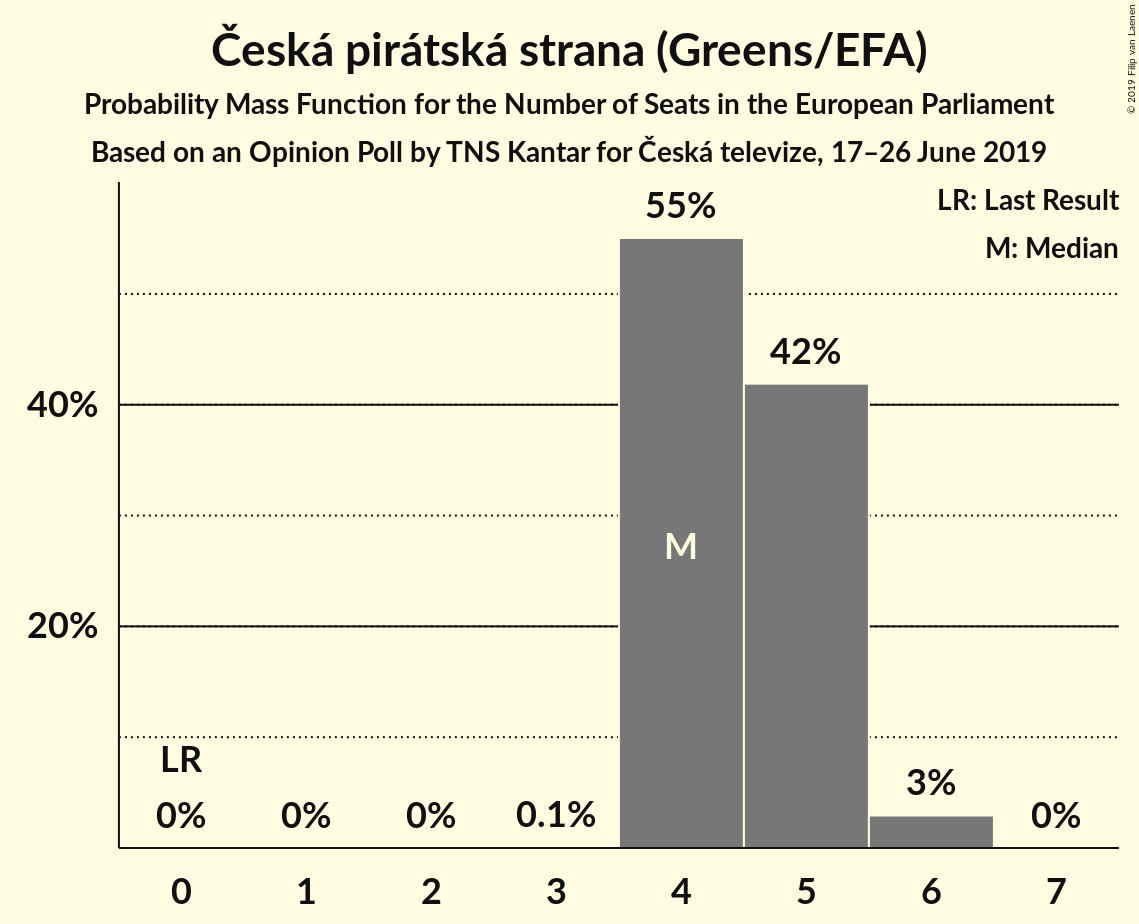 Česká pirátská strana (Greens/EFA)
Probability Mass Function for the Number of Seats in the European Parliament
Based on an Opinion Poll by TNS Kantar for Česká televize, 17–26 June 2019
© 2019 Filip van Laenen
LR: Last Result
M: Median
55%
42%
40%
M
20%
LR
3%
0% 0% 0% 0.1% 0%
0 1 2 3 4 5 6 7